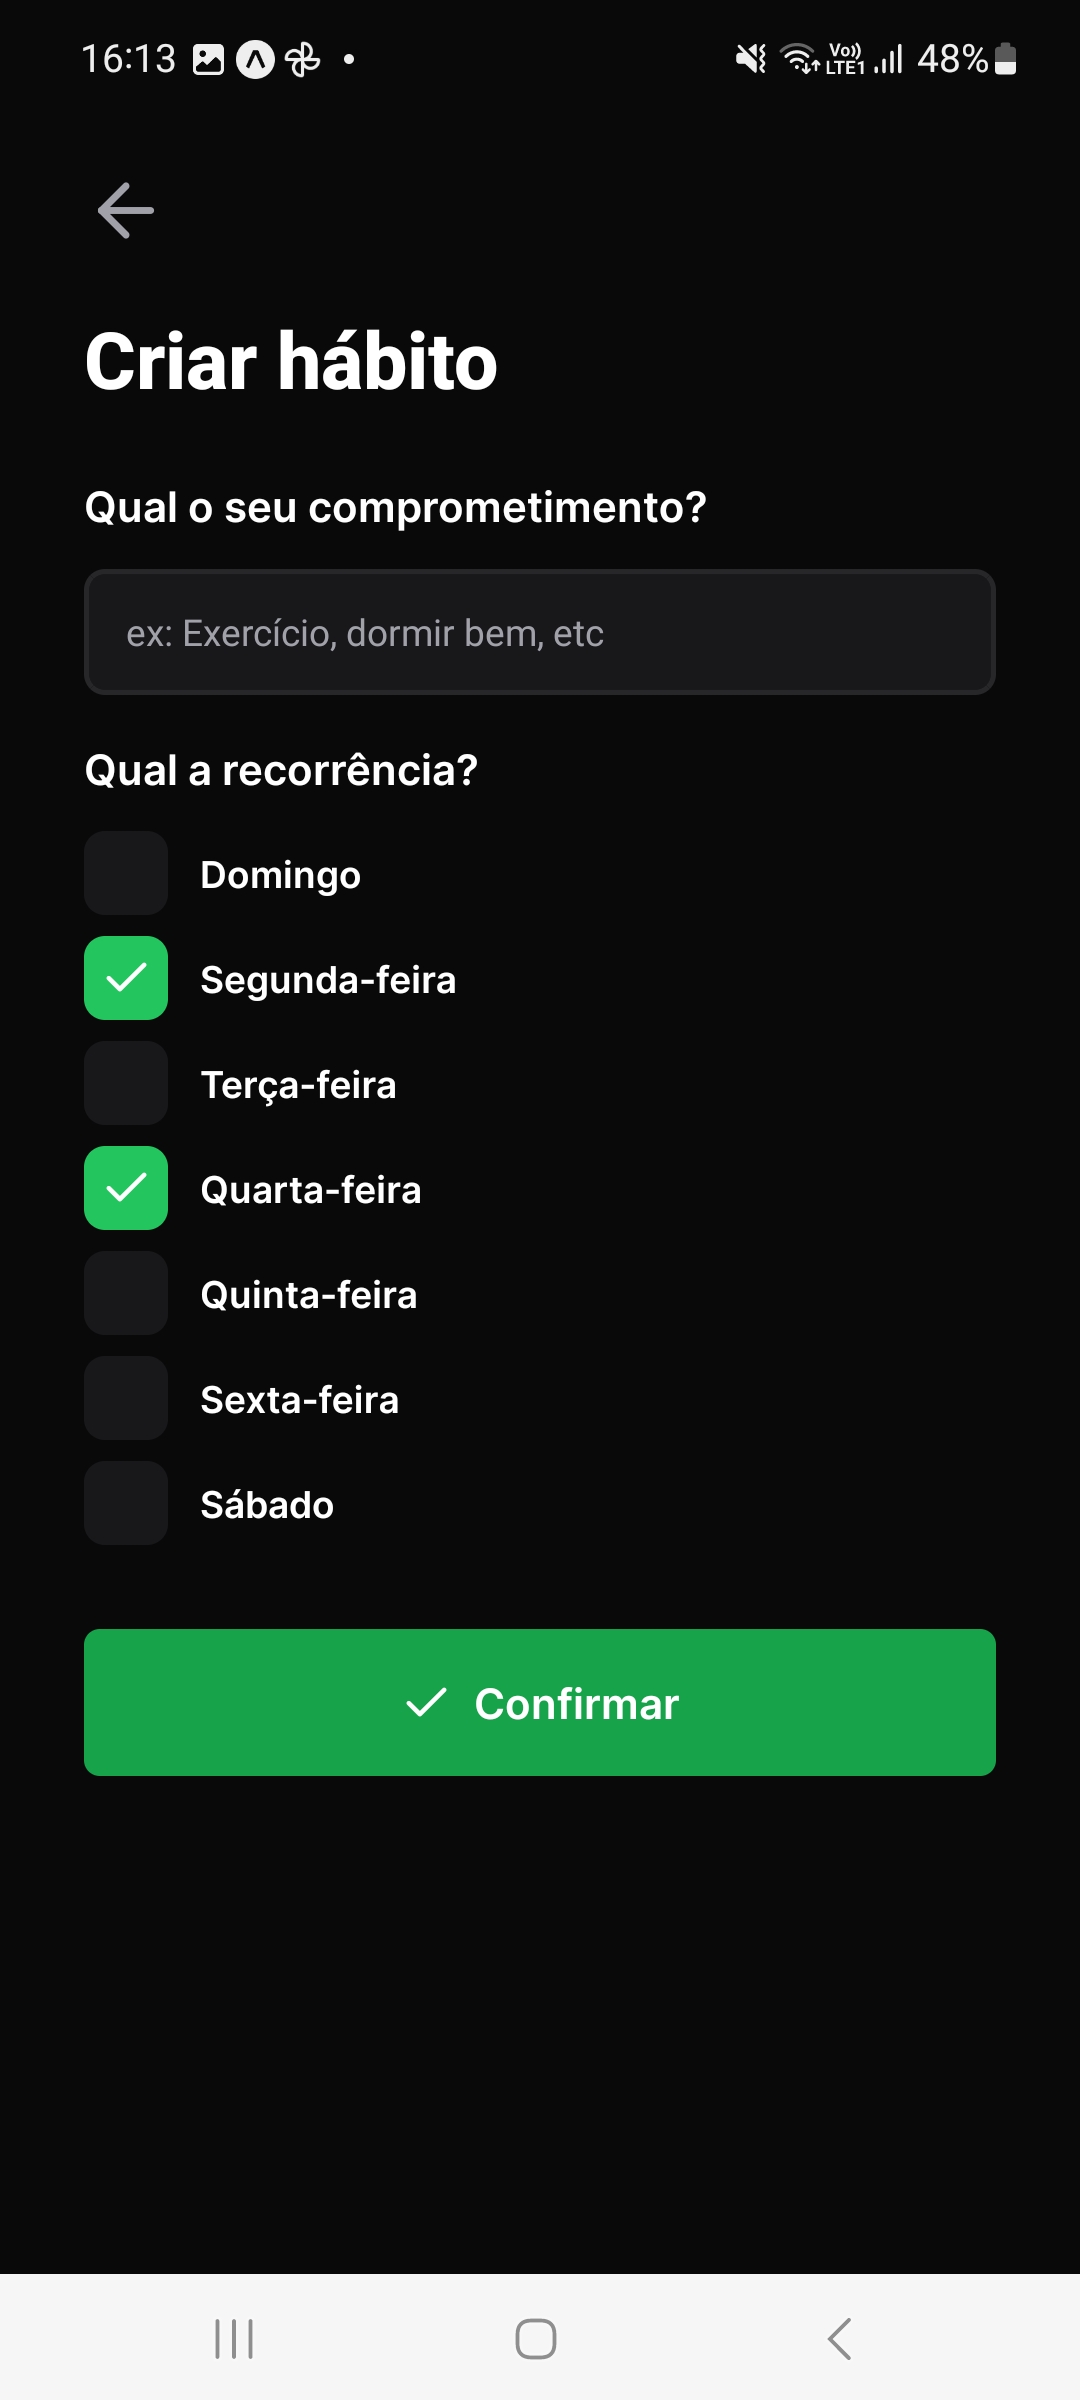 16:13
Vo))
LTE1
48%
Criar hábito
Qual o seu comprometimento?
ex: Exercício, dormir bem, etc
Qual a recorrência?
Domingo
Segunda-feira
Terça-feira
Quarta-feira
Quinta-feira
Sexta-feira
Sábado
Confirmar